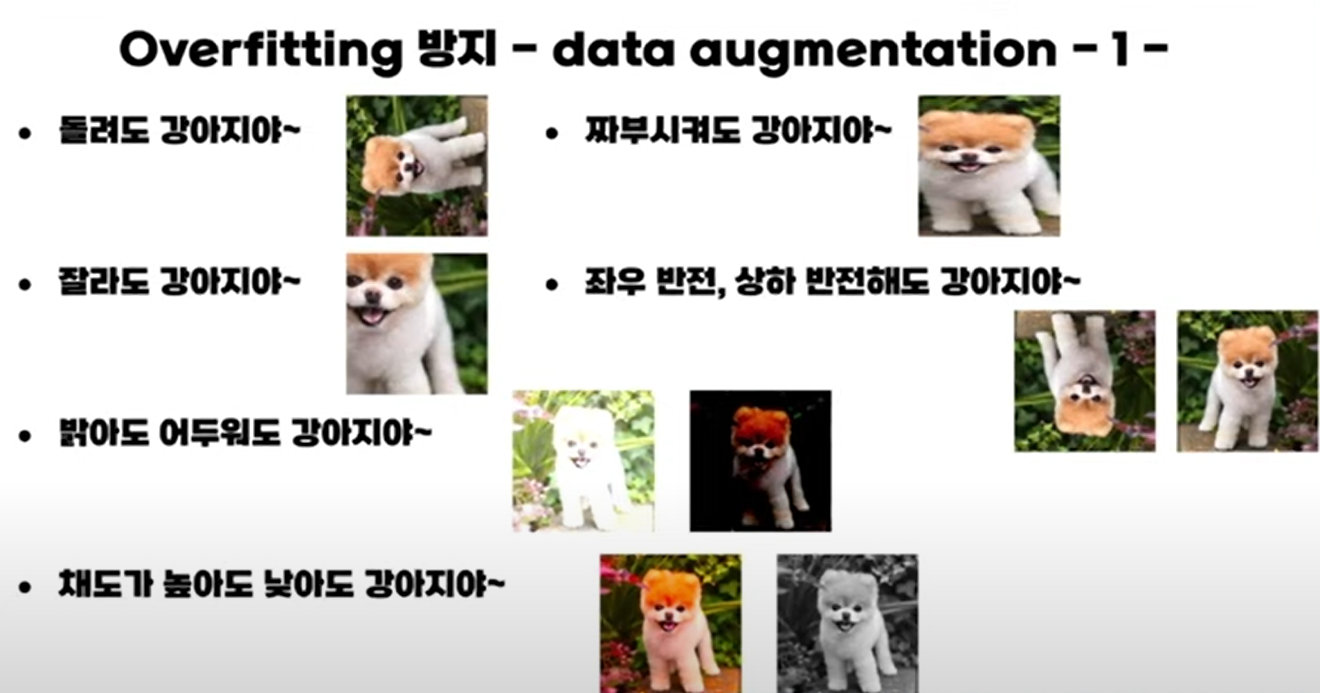 Overfitting 방지 - data augmentation - 1 -
• 돌려도 강아지야~
• 짜부시켜도 강아지야~
• 잘라도 강아지야~
• 좌우 반전, 상하 반전해도 강아지야~
• 밝아도 어두워도 강아지야~
• 채도가 높아도 낮아도 강아지야~